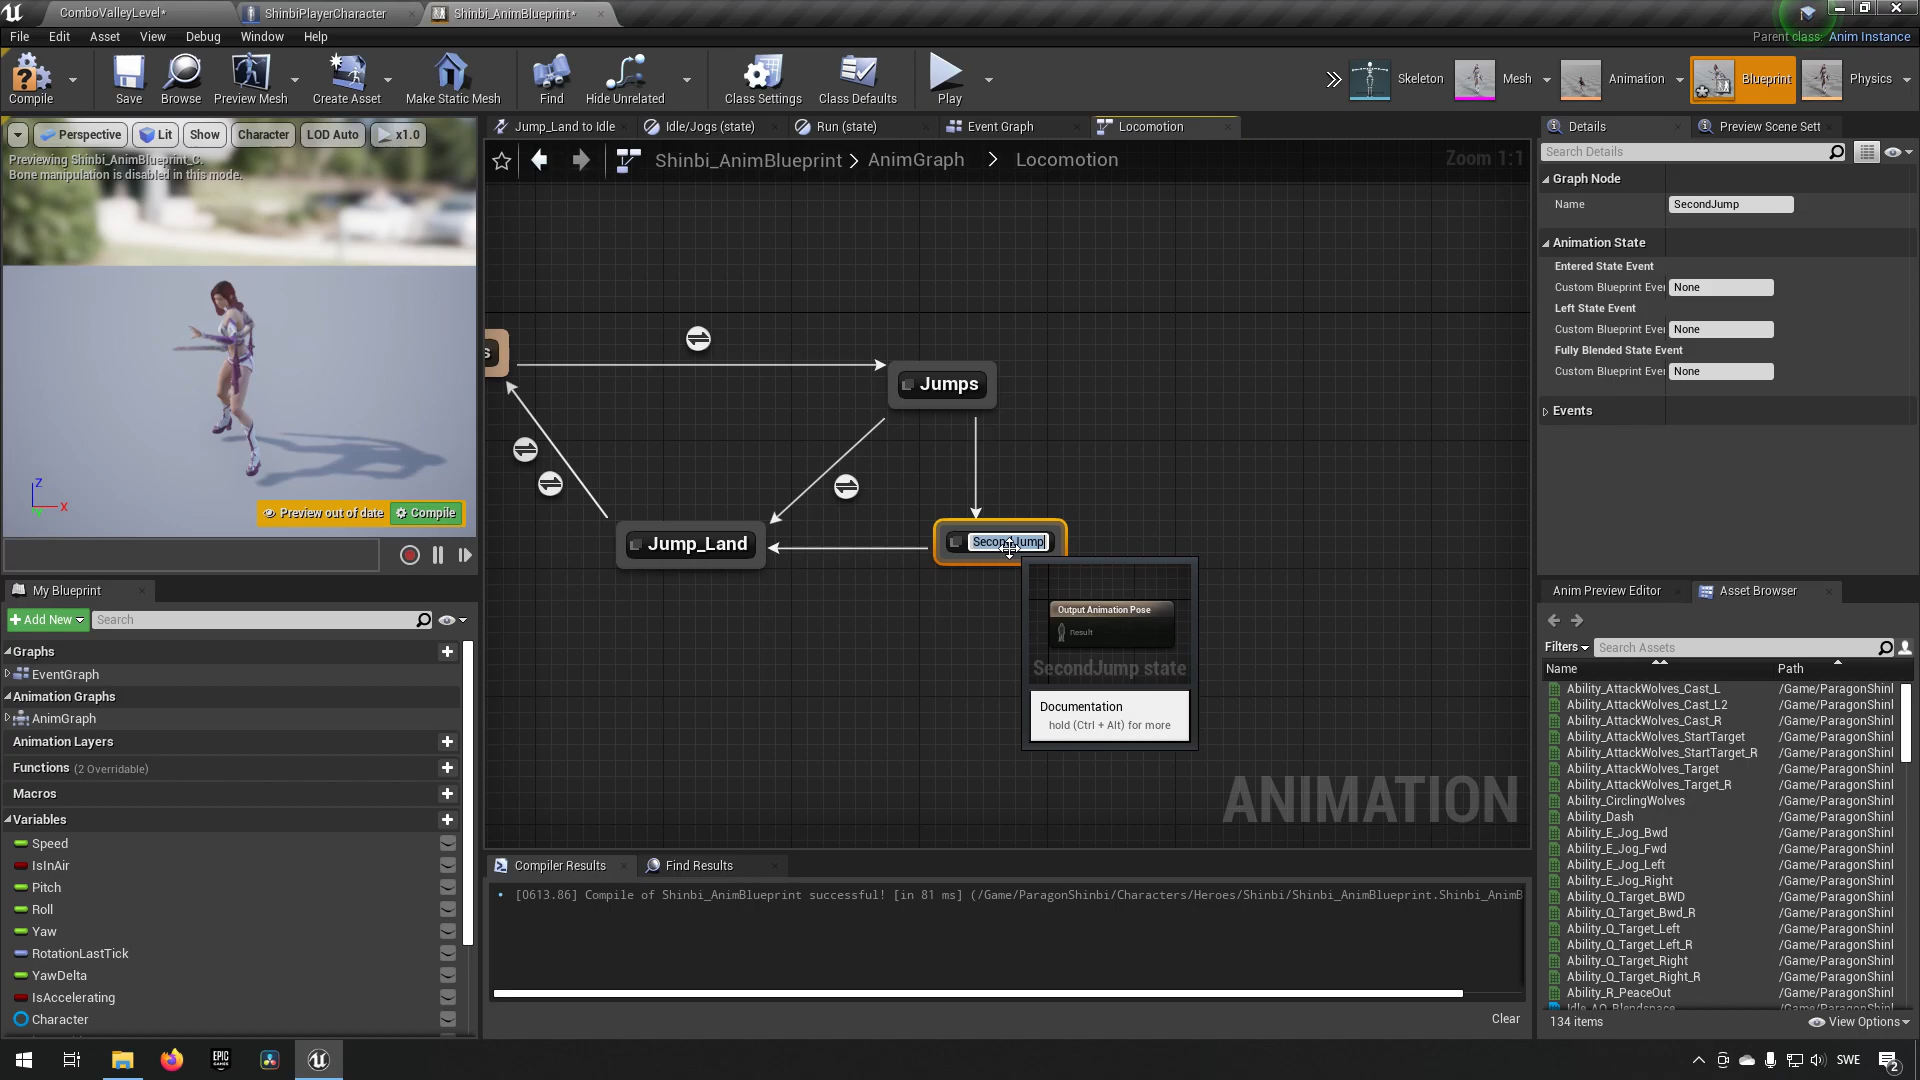 ComboValleyLevel*
ShinbiPlayerCharacter
Shinbi_AnimBlueprint*
File Edit Asset View Debug Window Help
Parent class: Anim Instance
Compile Save Browse Preview Mesh Create Asset Make Static Mesh Find Hide Unrelated Class Settings Class Defaults Play
Skeleton Mesh Animation Blueprint Physics
Perspective Lit Show Character LOD Auto x1.0
Previewing Shinbi_AnimBlueprint_C.
Bone manipulation is disabled in this mode.
Z
X
Preview out of date Compile
Jump_Land to Idle Idle/Jogs (state) Run (state) Event Graph Locomotion
Shinbi_AnimBlueprint > AnimGraph > Locomotion
Zoom 1:1
s
Jumps
Jump_Land
SecondJump
Output Animation Pose
Result
SecondJump state
Documentation
hold (Ctrl + Alt) for more
ANIMATION
My Blueprint
Add New
Search
Graphs
EventGraph
Animation Graphs
AnimGraph
Animation Layers
Functions (2 Overridable)
Macros
Variables
Speed
IsInAir
Pitch
Roll
Yaw
RotationLastTick
YawDelta
IsAccelerating
Character
Compiler Results Find Results
[0613.86] Compile of Shinbi_AnimBlueprint successful! [in 81 ms] (/Game/ParagonShinbi/Characters/Heroes/Shinbi/Shinbi_AnimBlueprint.Shinbi_AnimB
Clear
Details Preview Scene Sett
Search Details
Graph Node
Name SecondJump
Animation State
Entered State Event
Custom Blueprint Ever None
Left State Event
Custom Blueprint Ever None
Fully Blended State Event
Custom Blueprint Ever None
Events
Anim Preview Editor Asset Browser
Filters Search Assets
Name Path
Ability_AttackWolves_Cast_L /Game/ParagonShinl
Ability_AttackWolves_Cast_L2 /Game/ParagonShinl
Ability_AttackWolves_Cast_R /Game/ParagonShinl
Ability_AttackWolves_StartTarget /Game/ParagonShinl
Ability_AttackWolves_StartTarget_R /Game/ParagonShinl
Ability_AttackWolves_Target /Game/ParagonShinl
Ability_AttackWolves_Target_R /Game/ParagonShinl
Ability_CirclingWolves /Game/ParagonShinl
Ability_Dash /Game/ParagonShinl
Ability_E_Jog_Bwd /Game/ParagonShinl
Ability_E_Jog_Fwd /Game/ParagonShinl
Ability_E_Jog_Left /Game/ParagonShinl
Ability_E_Jog_Right /Game/ParagonShinl
Ability_Q_Target_BWD /Game/ParagonShinl
Ability_Q_Target_Bwd_R /Game/ParagonShinl
Ability_Q_Target_Left /Game/ParagonShinl
Ability_Q_Target_Left_R /Game/ParagonShinl
Ability_Q_Target_Right /Game/ParagonShinl
Ability_Q_Target_Right_R /Game/ParagonShinl
Ability_R_PeaceOut /Game/ParagonShinl
134 items
View Options
EPIC GAMES
SWE
2